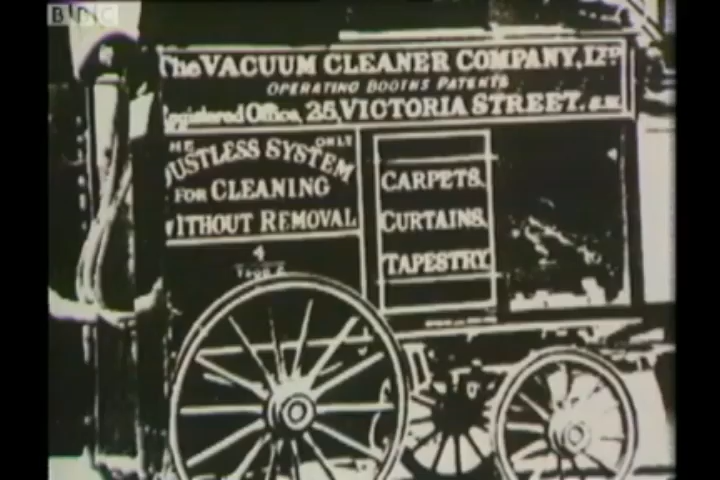 BBC
The VACUUM CLEANER COMPANY, LTD
OPERATING BOOTHS PATENTS
Registered Office, 25, VICTORIA STREET. S.W.
THE ONLY
DUSTLESS SYSTEM
FOR CLEANING
WITHOUT REMOVAL
4
CARPETS.
CURTAINS.
TAPESTRY.